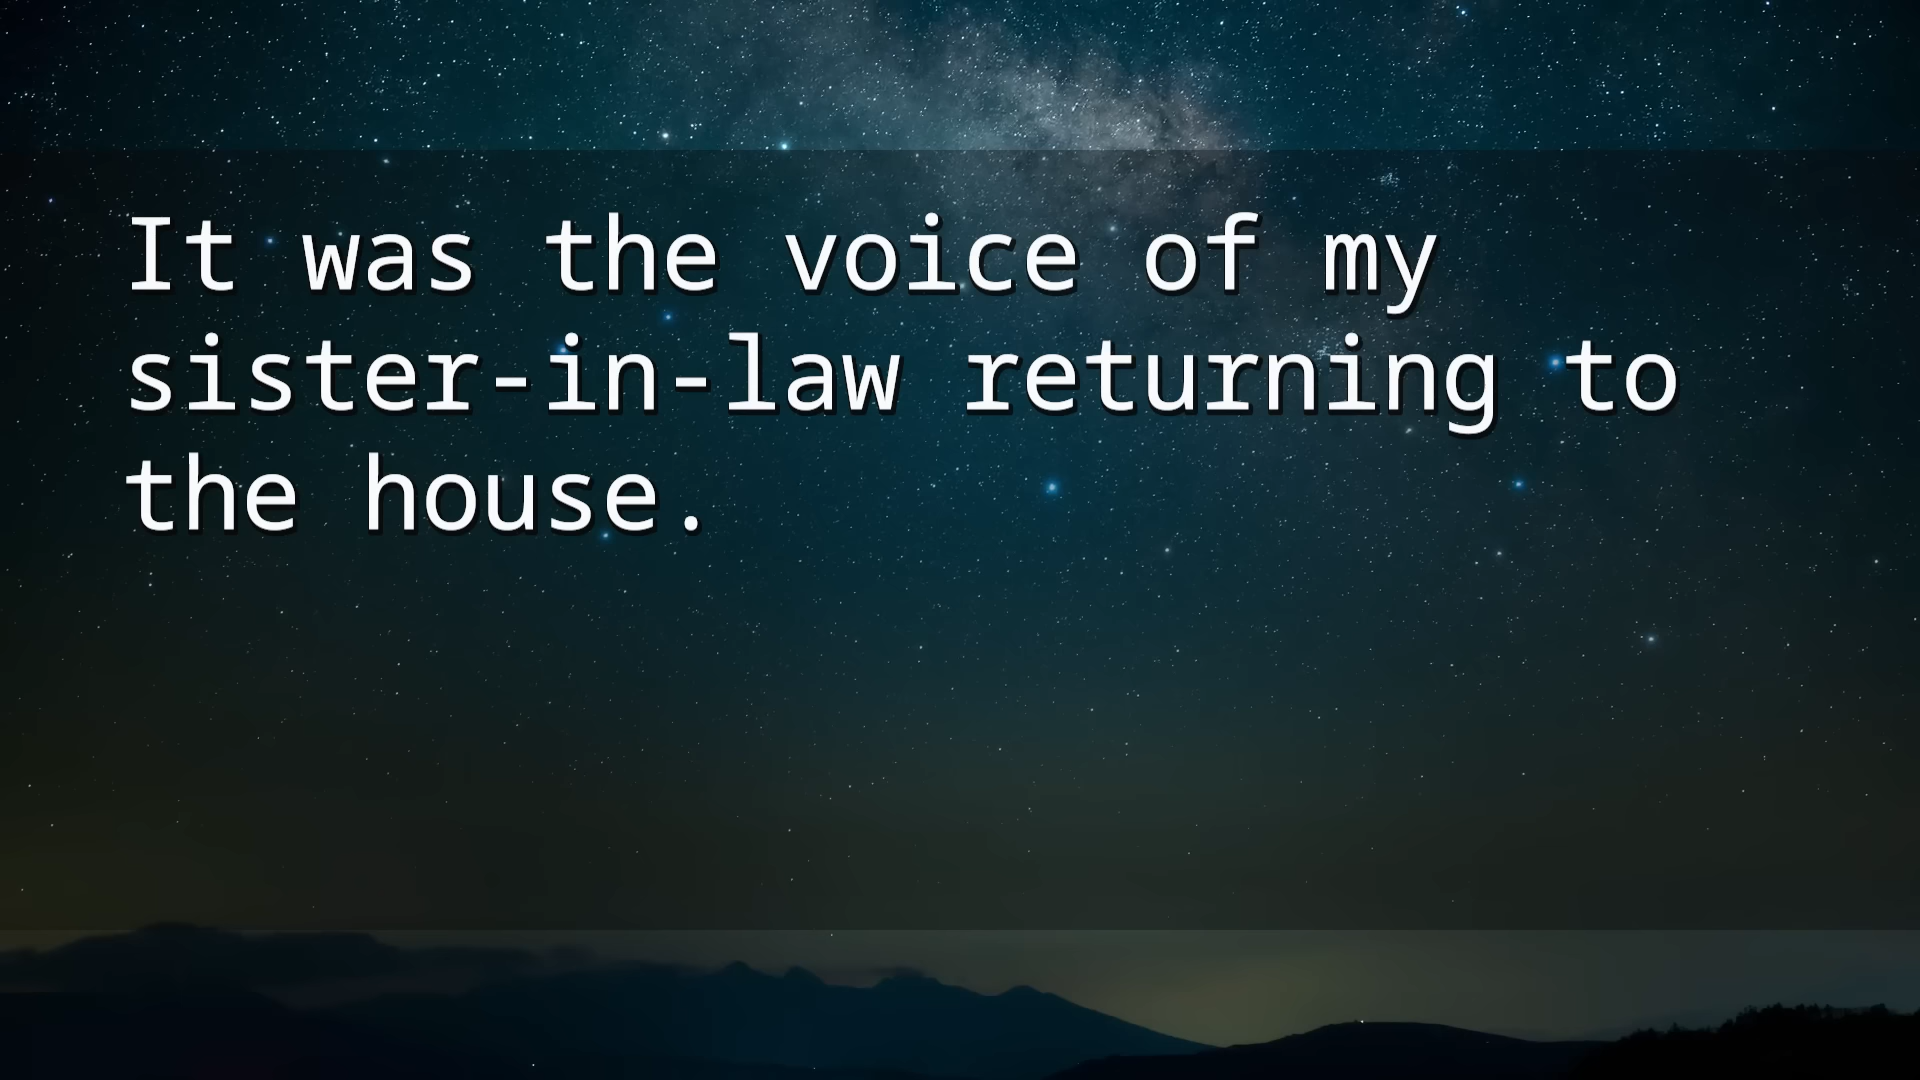 It was the voice of my
sister-in-law returning to
the house.